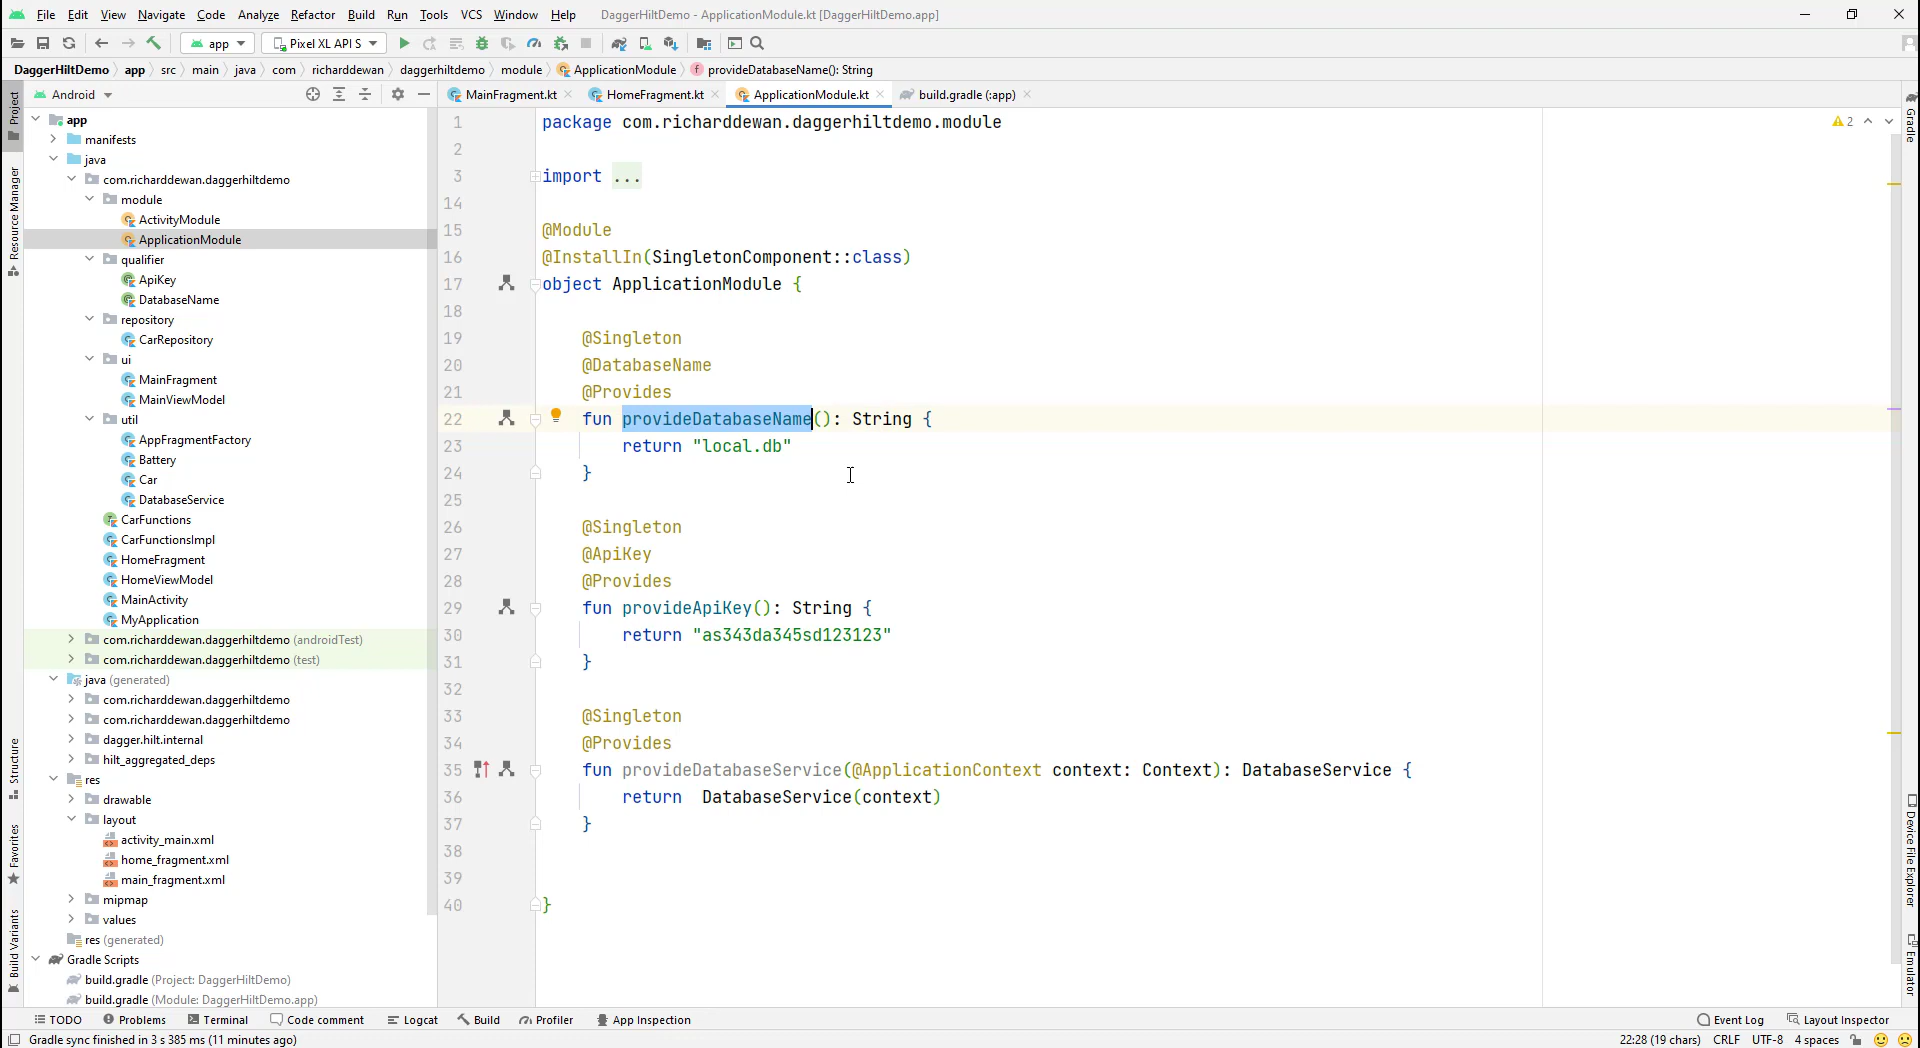 File Edit View Navigate Code Analyze Refactor Build Run Tools VCS Window Help DaggerHiltDemo - ApplicationModule.kt [DaggerHiltDemo.app]
app Pixel XL API S
DaggerHiltDemo app src main java com richarddewan daggerhiltdemo module ApplicationModule provideDatabaseName(): String
Android
MainFragment.kt HomeFragment.kt ApplicationModule.kt build.gradle (:app)
Project
Resource Manager
Structure
Favorites
Build Variants
app
manifests
java
com.richarddewan.daggerhiltdemo
module
ActivityModule
ApplicationModule
qualifier
ApiKey
DatabaseName
repository
CarRepository
ui
MainFragment
MainViewModel
util
AppFragmentFactory
Battery
Car
DatabaseService
CarFunctions
CarFunctionsImpl
HomeFragment
HomeViewModel
MainActivity
MyApplication
com.richarddewan.daggerhiltdemo (androidTest)
com.richarddewan.daggerhiltdemo (test)
java (generated)
com.richarddewan.daggerhiltdemo
com.richarddewan.daggerhiltdemo
dagger.hilt.internal
hilt_aggregated_deps
res
drawable
layout
activity_main.xml
home_fragment.xml
main_fragment.xml
mipmap
values
res (generated)
Gradle Scripts
build.gradle (Project: DaggerHiltDemo)
build.gradle (Module: DaggerHiltDemo.app)
1 package com.richarddewan.daggerhiltdemo.module
2
3 import ...
14
15 @Module
16 @InstallIn(SingletonComponent::class)
17 object ApplicationModule {
18
19 @Singleton
20 @DatabaseName
21 @Provides
22 fun provideDatabaseName(): String {
23 return "local.db"
24 }
25
26 @Singleton
27 @ApiKey
28 @Provides
29 fun provideApiKey(): String {
30 return "as343da345sd123123"
31 }
32
33 @Singleton
34 @Provides
35 fun provideDatabaseService(@ApplicationContext context: Context): DatabaseService {
36 return DatabaseService(context)
37 }
38
39
40 }
2
Gradle
Device File Explorer
Emulator
TODO Problems Terminal Code comment Logcat Build Profiler App Inspection Event Log Layout Inspector
Gradle sync finished in 3 s 385 ms (11 minutes ago) 22:28 (19 chars) CRLF UTF-8 4 spaces